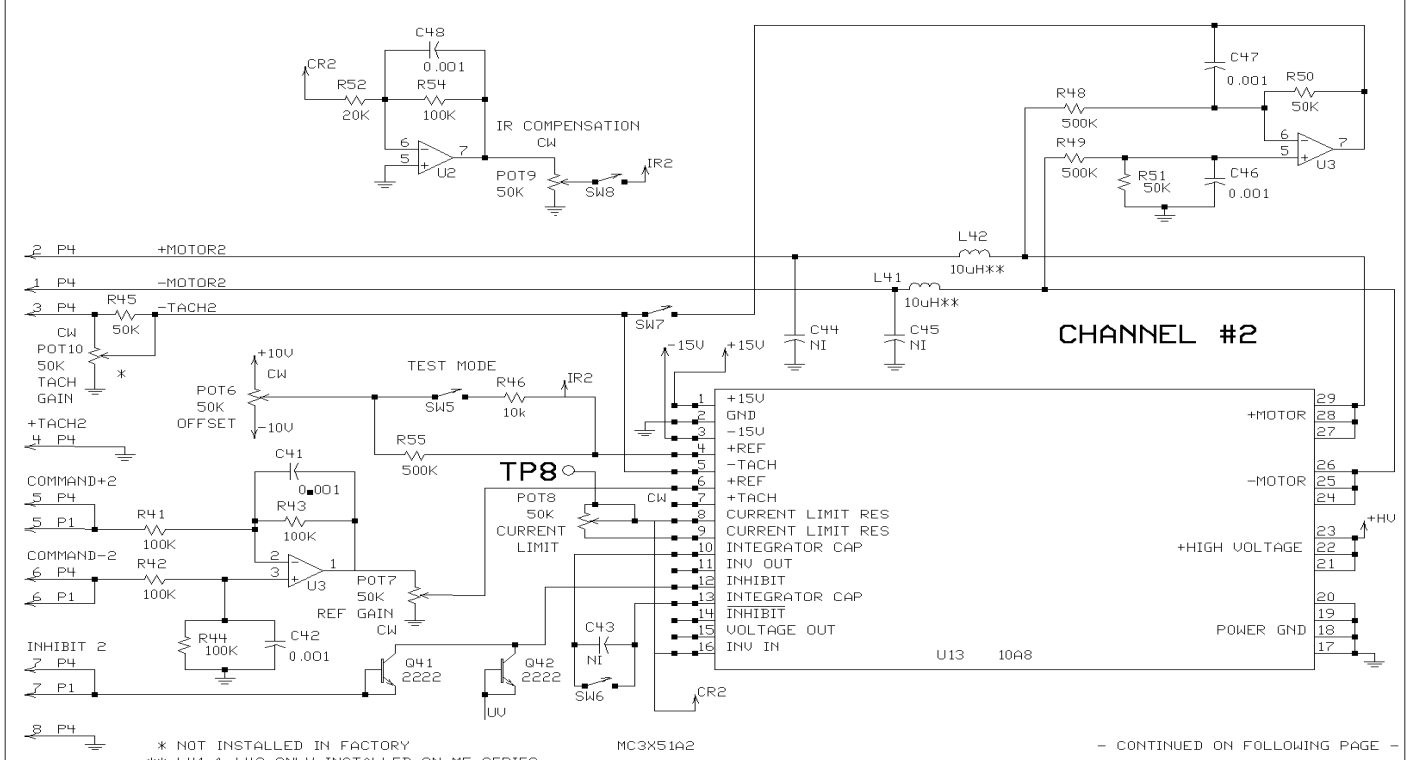 C48
0.001
CR2
R52
20K
R54
100K
6
5
7
U2
IR COMPENSATION
CW
POT9
50K
SW8
IR2
C47
0.001
R50
50K
R48
500K
R49
500K
6
5
7
U3
R51
50K
C46
0.001
2 P4 +MOTOR2
1 P4 -MOTOR2
3 P4 R45 -TACH2
50K
L42
10uH**
L41
10uH**
SW7
C44
NI
C45
NI
CHANNEL #2
CW
POT10
50K
TACH
GAIN
*
+TACH2
4 P4
+10V
CW
POT6
50K
OFFSET
-10V
TEST MODE
SW5
R46
10k
IR2
R55
500K
-15V
+15V
TP8
POT8
50K
CURRENT
LIMIT
CW
COMMAND+2
5 P4
5 P1
R41
100K
COMMAND-2
6 P4
6 P1
R42
100K
C41
0.001
R43
100K
2
3
1
U3
POT7
50K
REF GAIN
CW
R44
100K
C42
0.001
INHIBIT 2
7 P4
7 P1
8 P4
Q41
2222
Q42
2222
UV
C43
NI
SW6
CR2
1 +15V
2 GND
3 -15V
4 +REF
5 -TACH
6 +REF
7 +TACH
8 CURRENT LIMIT RES
9 CURRENT LIMIT RES
10 INTEGRATOR CAP
11 INV OUT
12 INHIBIT
13 INTEGRATOR CAP
14 INHIBIT
15 VOLTAGE OUT
16 INV IN
U13 10A8
29
+MOTOR 28
27
26
-MOTOR 25
24
23
+HIGH VOLTAGE 22
21
+HV
20
19
POWER GND 18
17
* NOT INSTALLED IN FACTORY
MC3X51A2
- CONTINUED ON FOLLOWING PAGE -